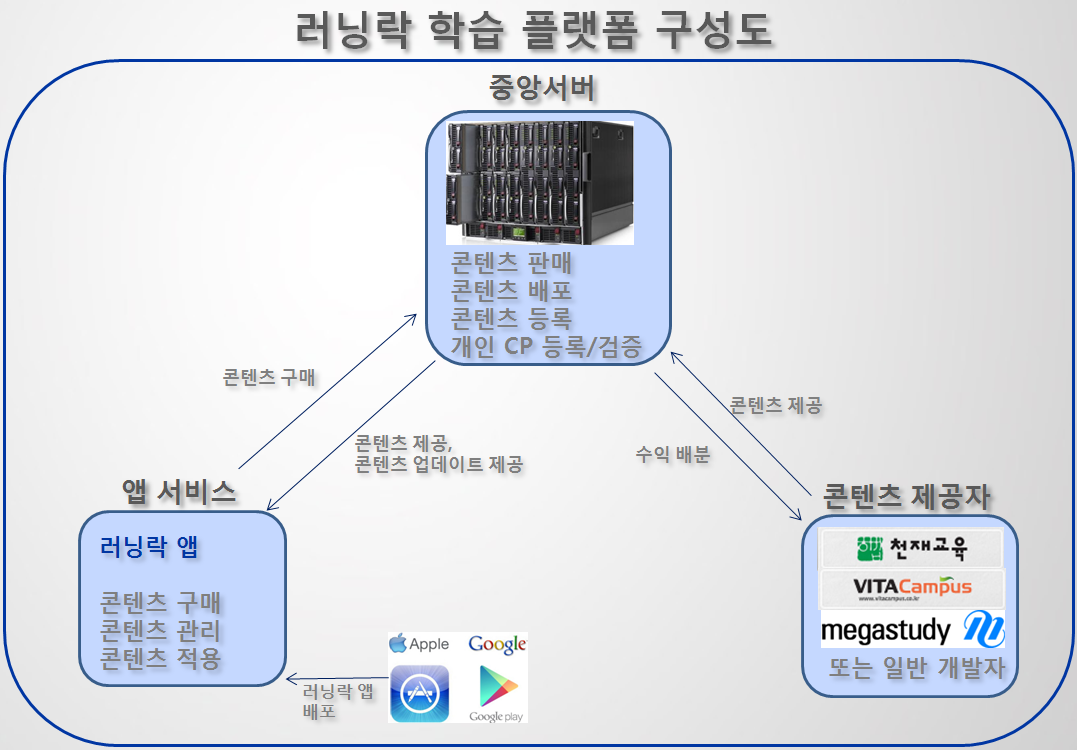 러닝락 학습 플랫폼 구성도
중앙서버
콘텐츠 판매
콘텐츠 배포
콘텐츠 등록
개인 CP 등록/검증
콘텐츠 구매
콘텐츠 제공,
콘텐츠 업데이트 제공
콘텐츠 제공
수익 배분
앱 서비스
러닝락 앱
콘텐츠 구매
콘텐츠 관리
콘텐츠 적용
Apple
Google
Google play
러닝락 앱
배포
콘텐츠 제공자
천재교육
VITACampus
www.vitacampus.co.kr
megastudy
또는 일반 개발자